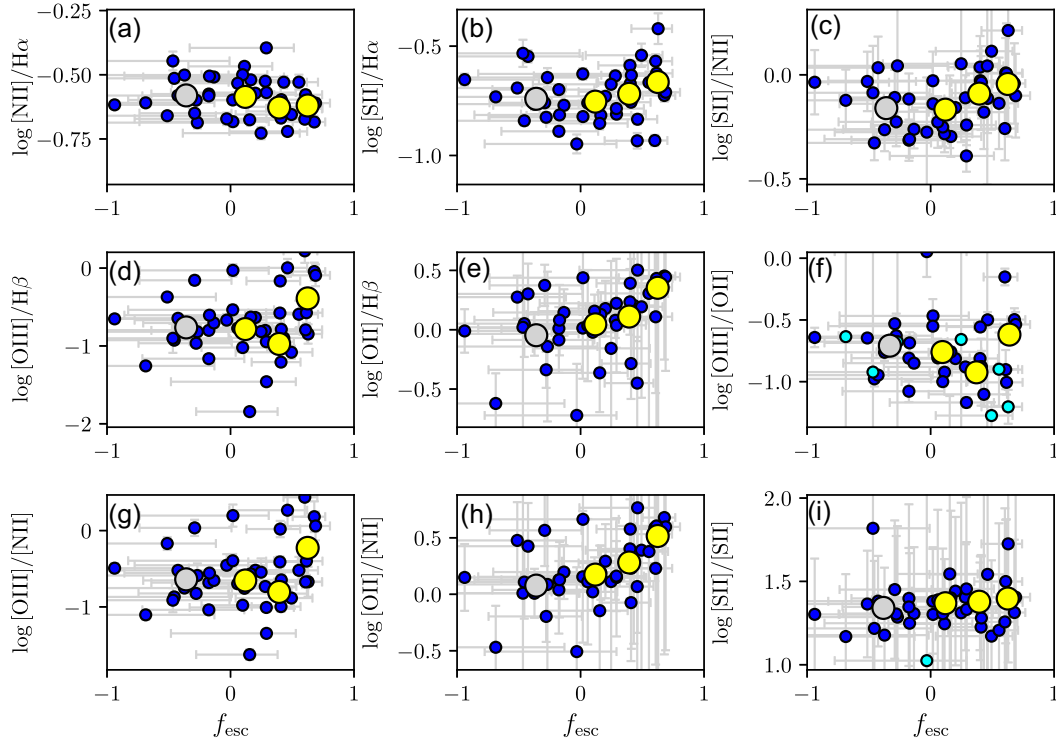 (a) (b) (c)
log [NII]/Hα log [SII]/Hα log [SII]/[NII]
−0.25 −0.50 −0.75
−0.5 −1.0
0.0 −0.5
−1 0 1 −1 0 1 −1 0 1
(d) (e) (f)
log [OIII]/Hβ log [OII]/Hβ log [OIII]/[OII]
0 −1 −2
0.5 0.0 −0.5
0.0 −0.5 −1.0
−1 0 1 −1 0 1 −1 0 1
(g) (h) (i)
log [OIII]/[NII] log [OII]/[NII] log [SII]/[SII]
0 −1
0.5 0.0 −0.5
2.0 1.5 1.0
−1 0 1 −1 0 1 −1 0 1
fesc fesc fesc